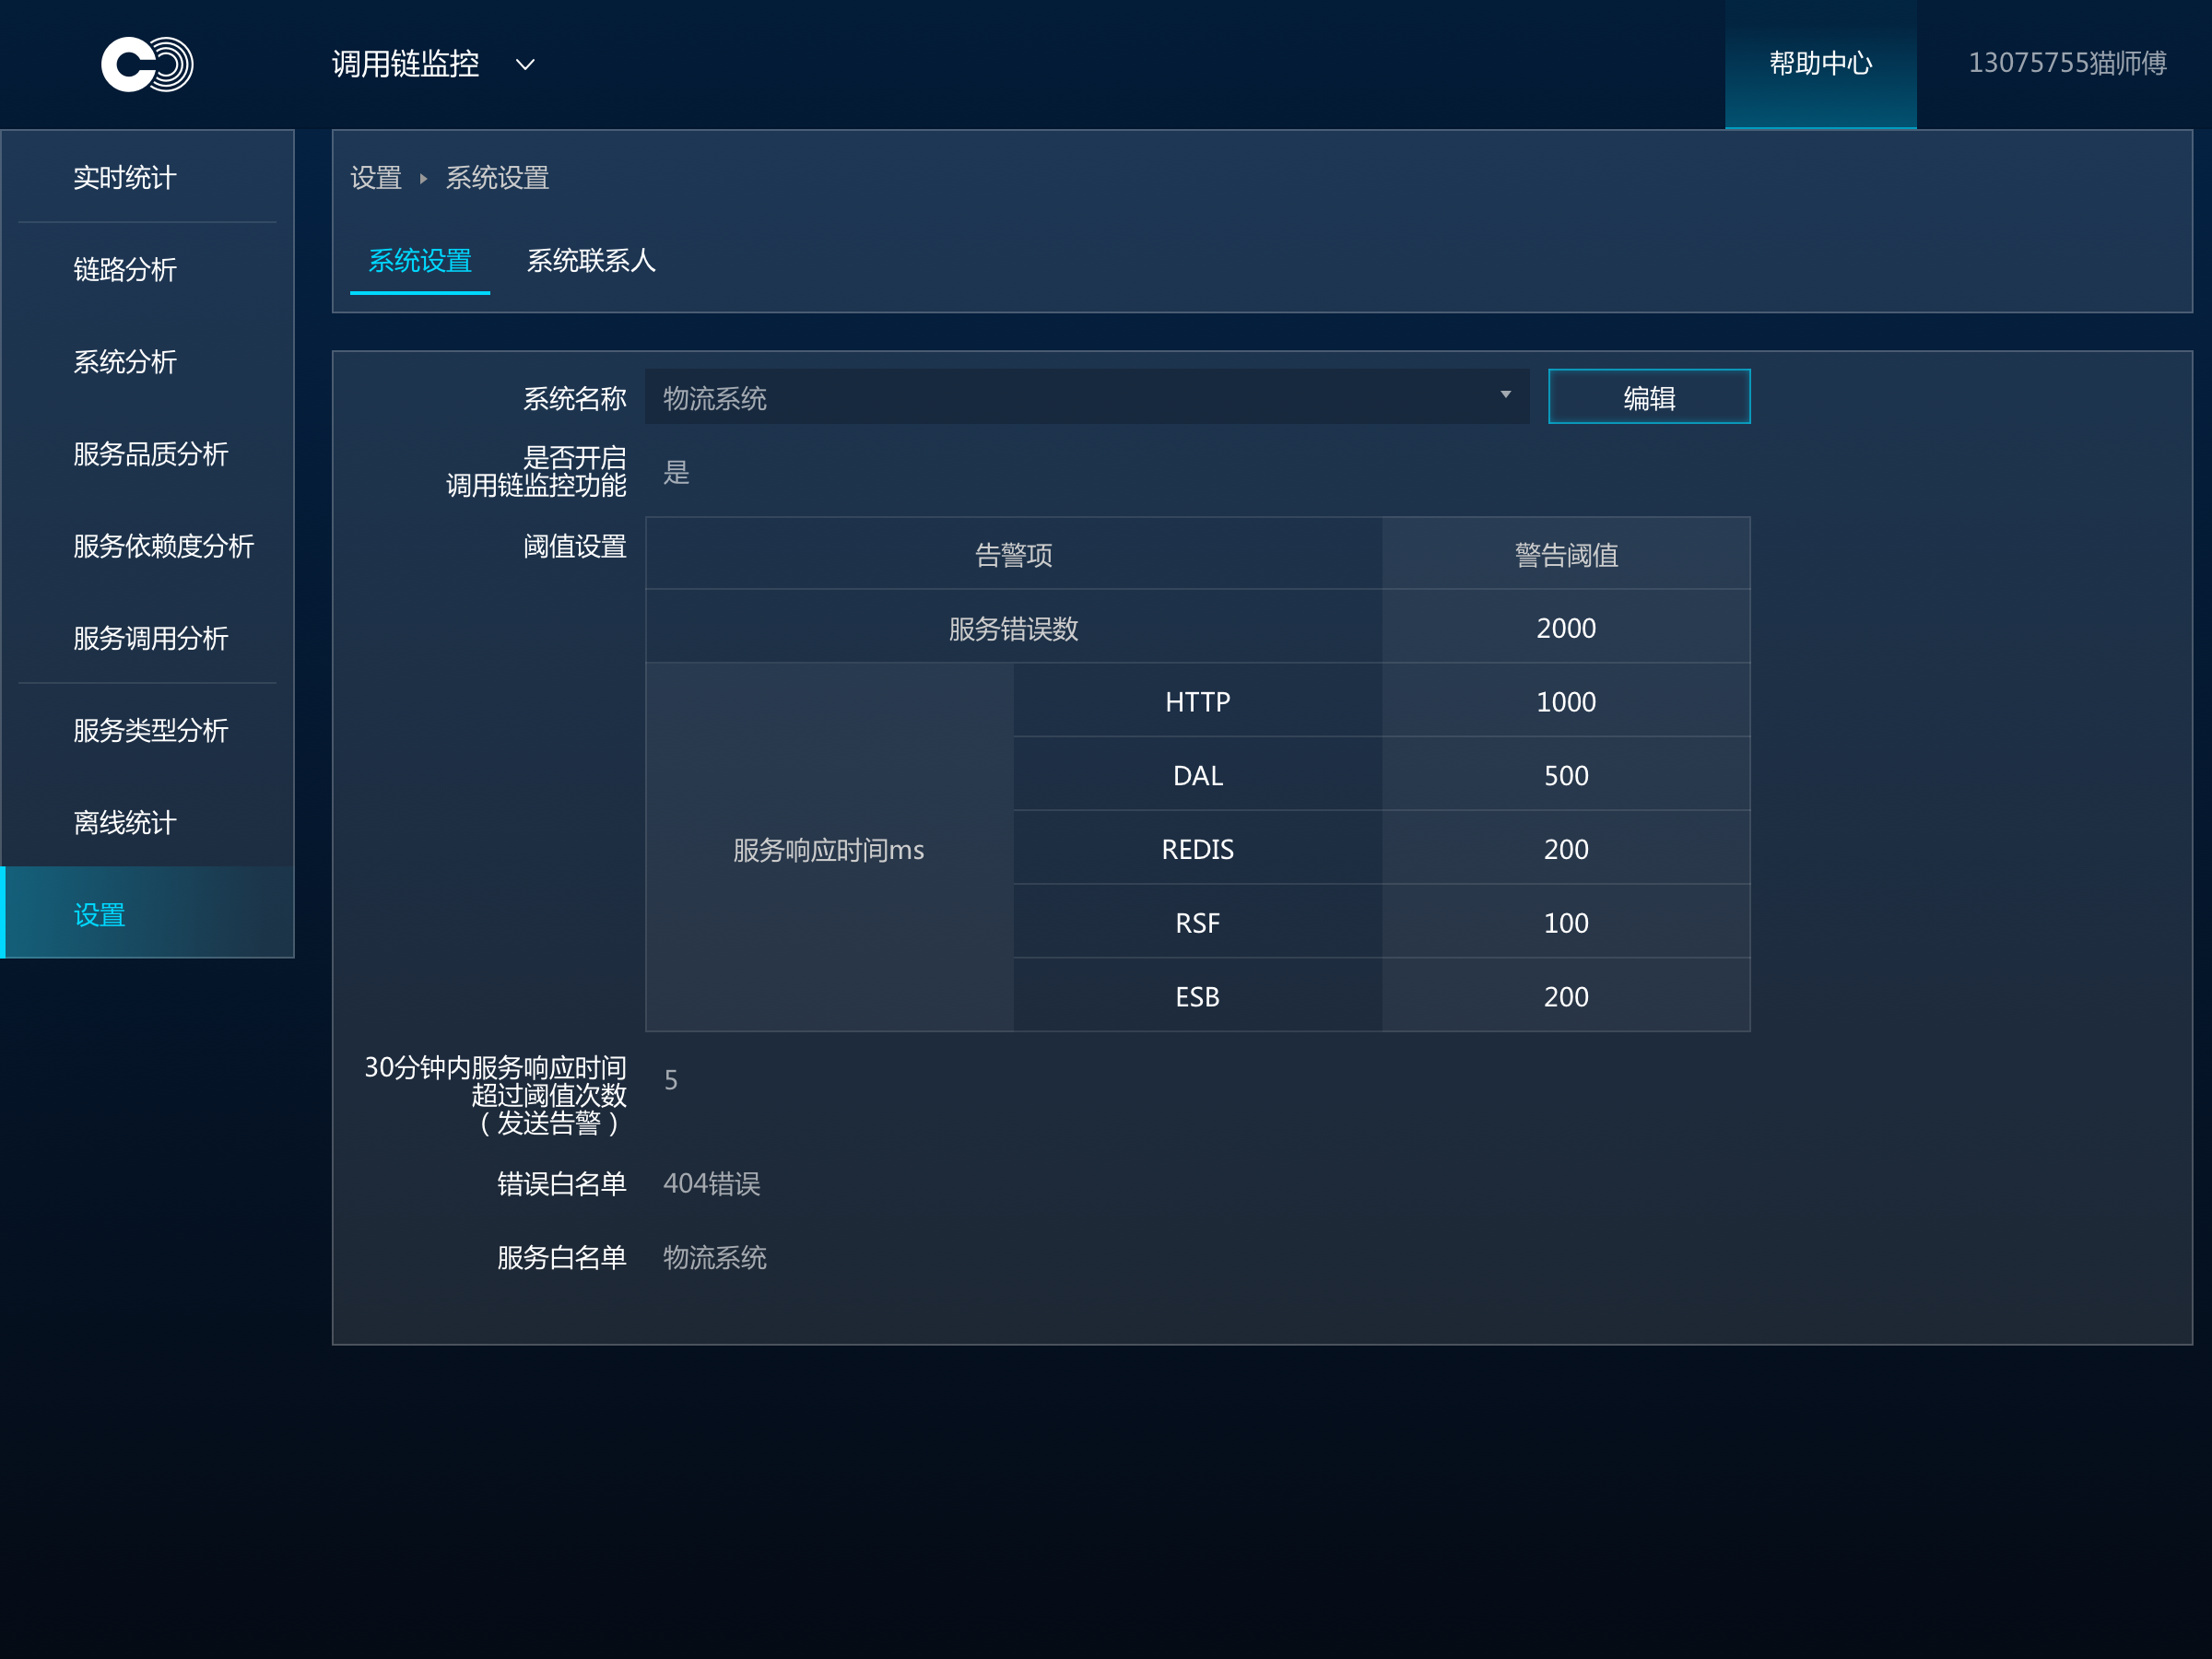 调用链监控
帮助中心
13075755猫师傅
实时统计
链路分析
系统分析
服务品质分析
服务依赖度分析
服务调用分析
服务类型分析
离线统计
设置
设置 系统设置
系统设置 系统联系人
系统名称 物流系统 编辑
是否开启
调用链监控功能
是
阈值设置
告警项 警告阈值
服务错误数 2000
服务响应时间ms
HTTP 1000
DAL 500
REDIS 200
RSF 100
ESB 200
30分钟内服务响应时间
超过阈值次数
（发送告警）
5
错误白名单 404错误
服务白名单 物流系统